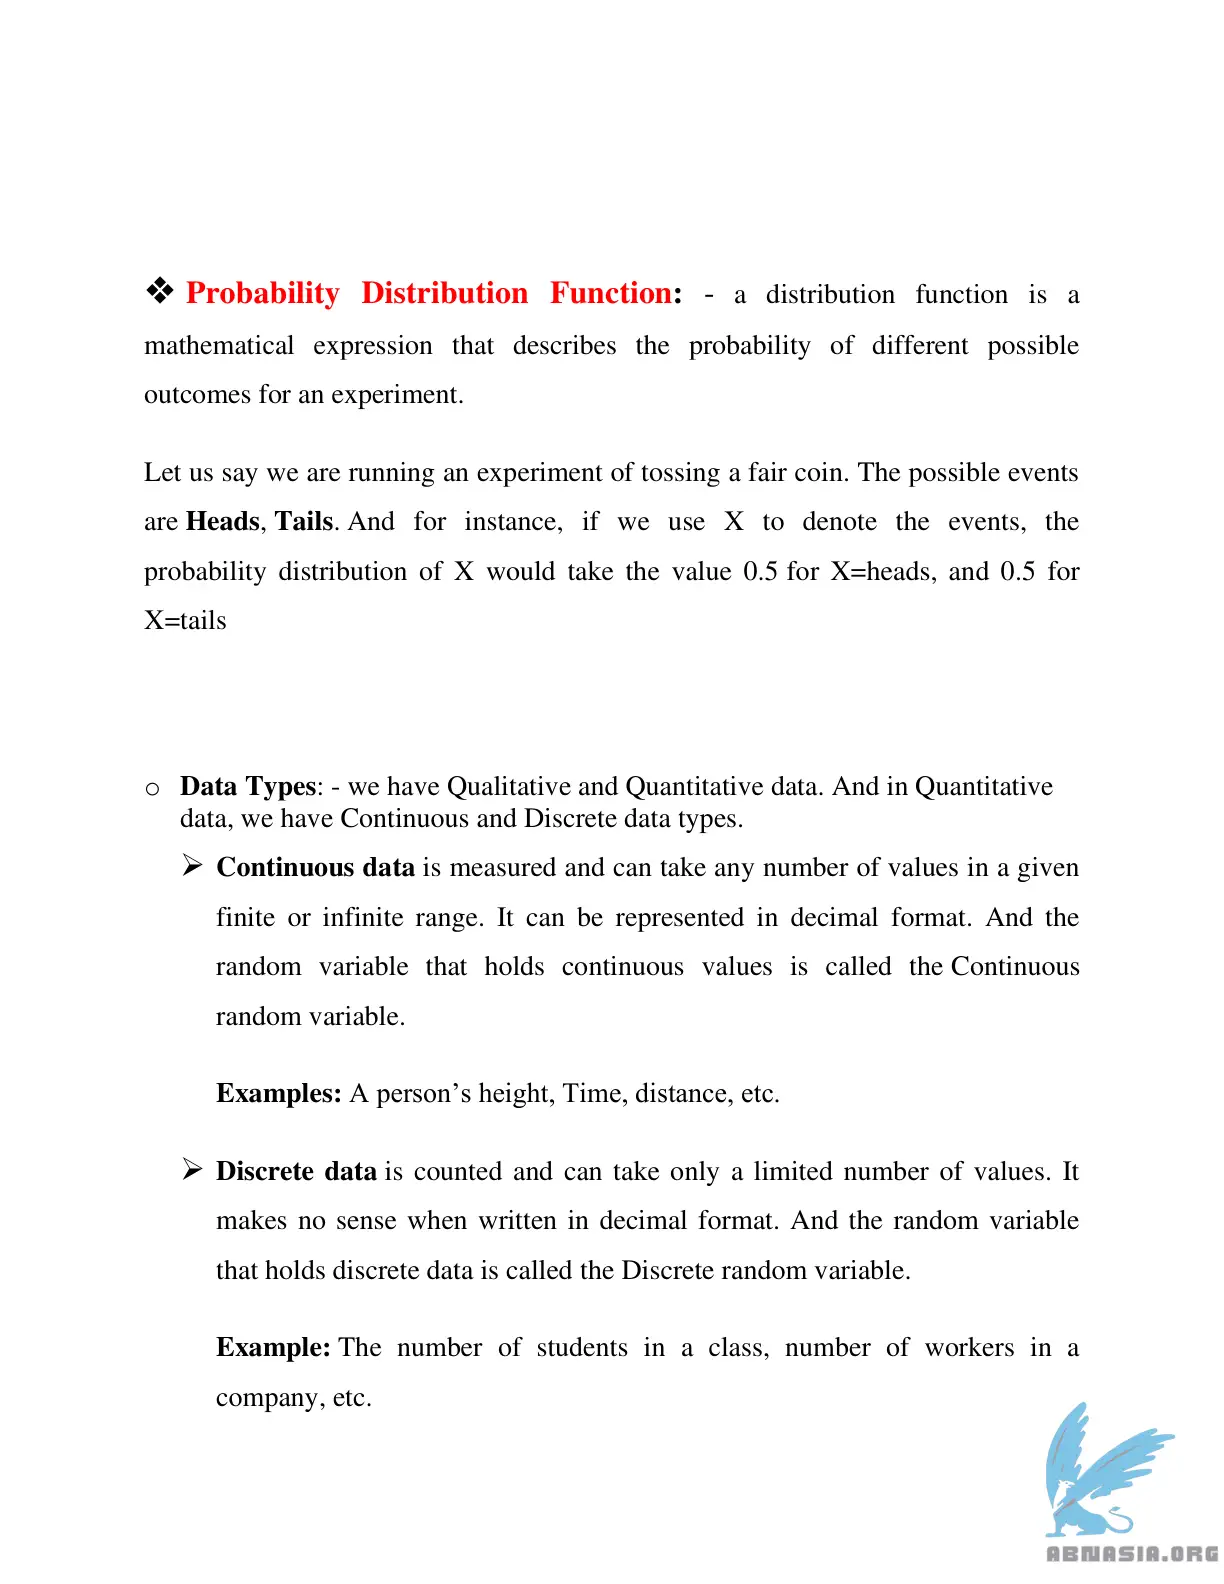 ❖ Probability Distribution Function: - a distribution function is a
mathematical expression that describes the probability of different possible
outcomes for an experiment.
Let us say we are running an experiment of tossing a fair coin. The possible events
are Heads, Tails. And for instance, if we use X to denote the events, the
probability distribution of X would take the value 0.5 for X=heads, and 0.5 for
X=tails
o Data Types: - we have Qualitative and Quantitative data. And in Quantitative
data, we have Continuous and Discrete data types.
➢ Continuous data is measured and can take any number of values in a given
finite or infinite range. It can be represented in decimal format. And the
random variable that holds continuous values is called the Continuous
random variable.
Examples: A person’s height, Time, distance, etc.
➢ Discrete data is counted and can take only a limited number of values. It
makes no sense when written in decimal format. And the random variable
that holds discrete data is called the Discrete random variable.
Example: The number of students in a class, number of workers in a
company, etc.
ABNASIA.ORG